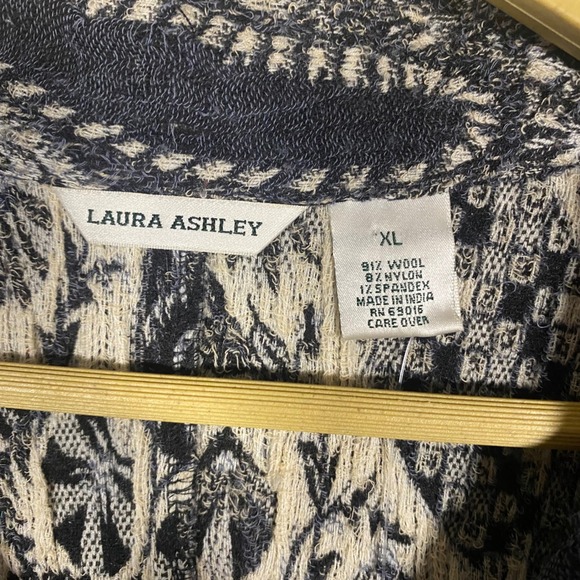 LAURA ASHLEY
XL
91% WOOL
8% NYLON
1% SPANDEX
MADE IN INDIA
RN 69016
CARE OVER